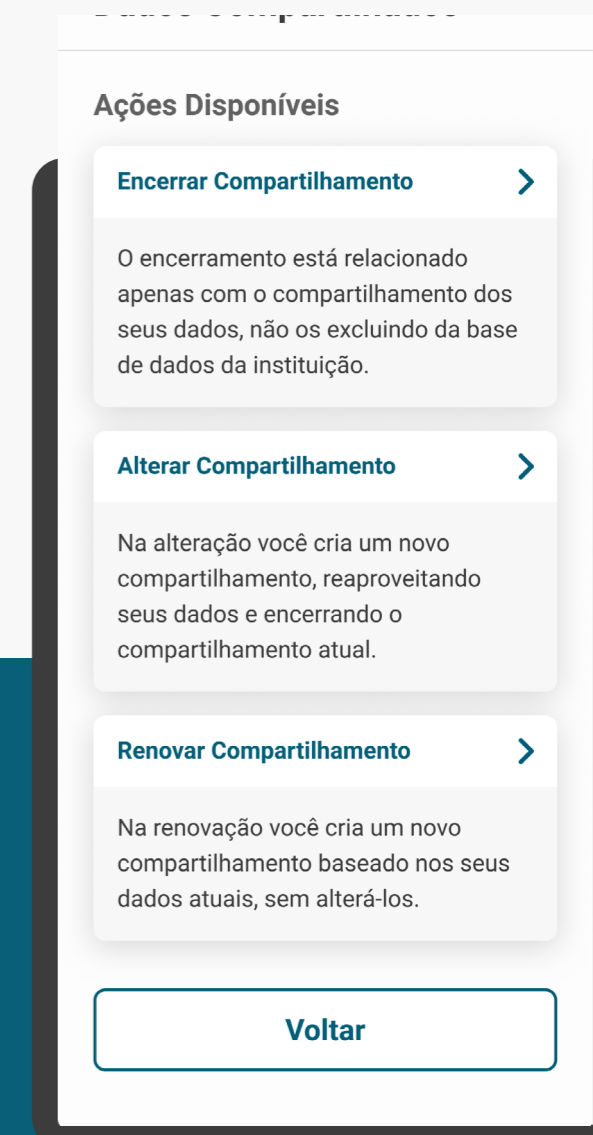 Ações Disponíveis
Encerrar Compartilhamento
O encerramento está relacionado
apenas com o compartilhamento dos
seus dados, não os excluindo da base
de dados da instituição.
Alterar Compartilhamento
Na alteração você cria um novo
compartilhamento, reaproveitando
seus dados e encerrando o
compartilhamento atual.
Renovar Compartilhamento
Na renovação você cria um novo
compartilhamento baseado nos seus
dados atuais, sem alterá-los.
Voltar